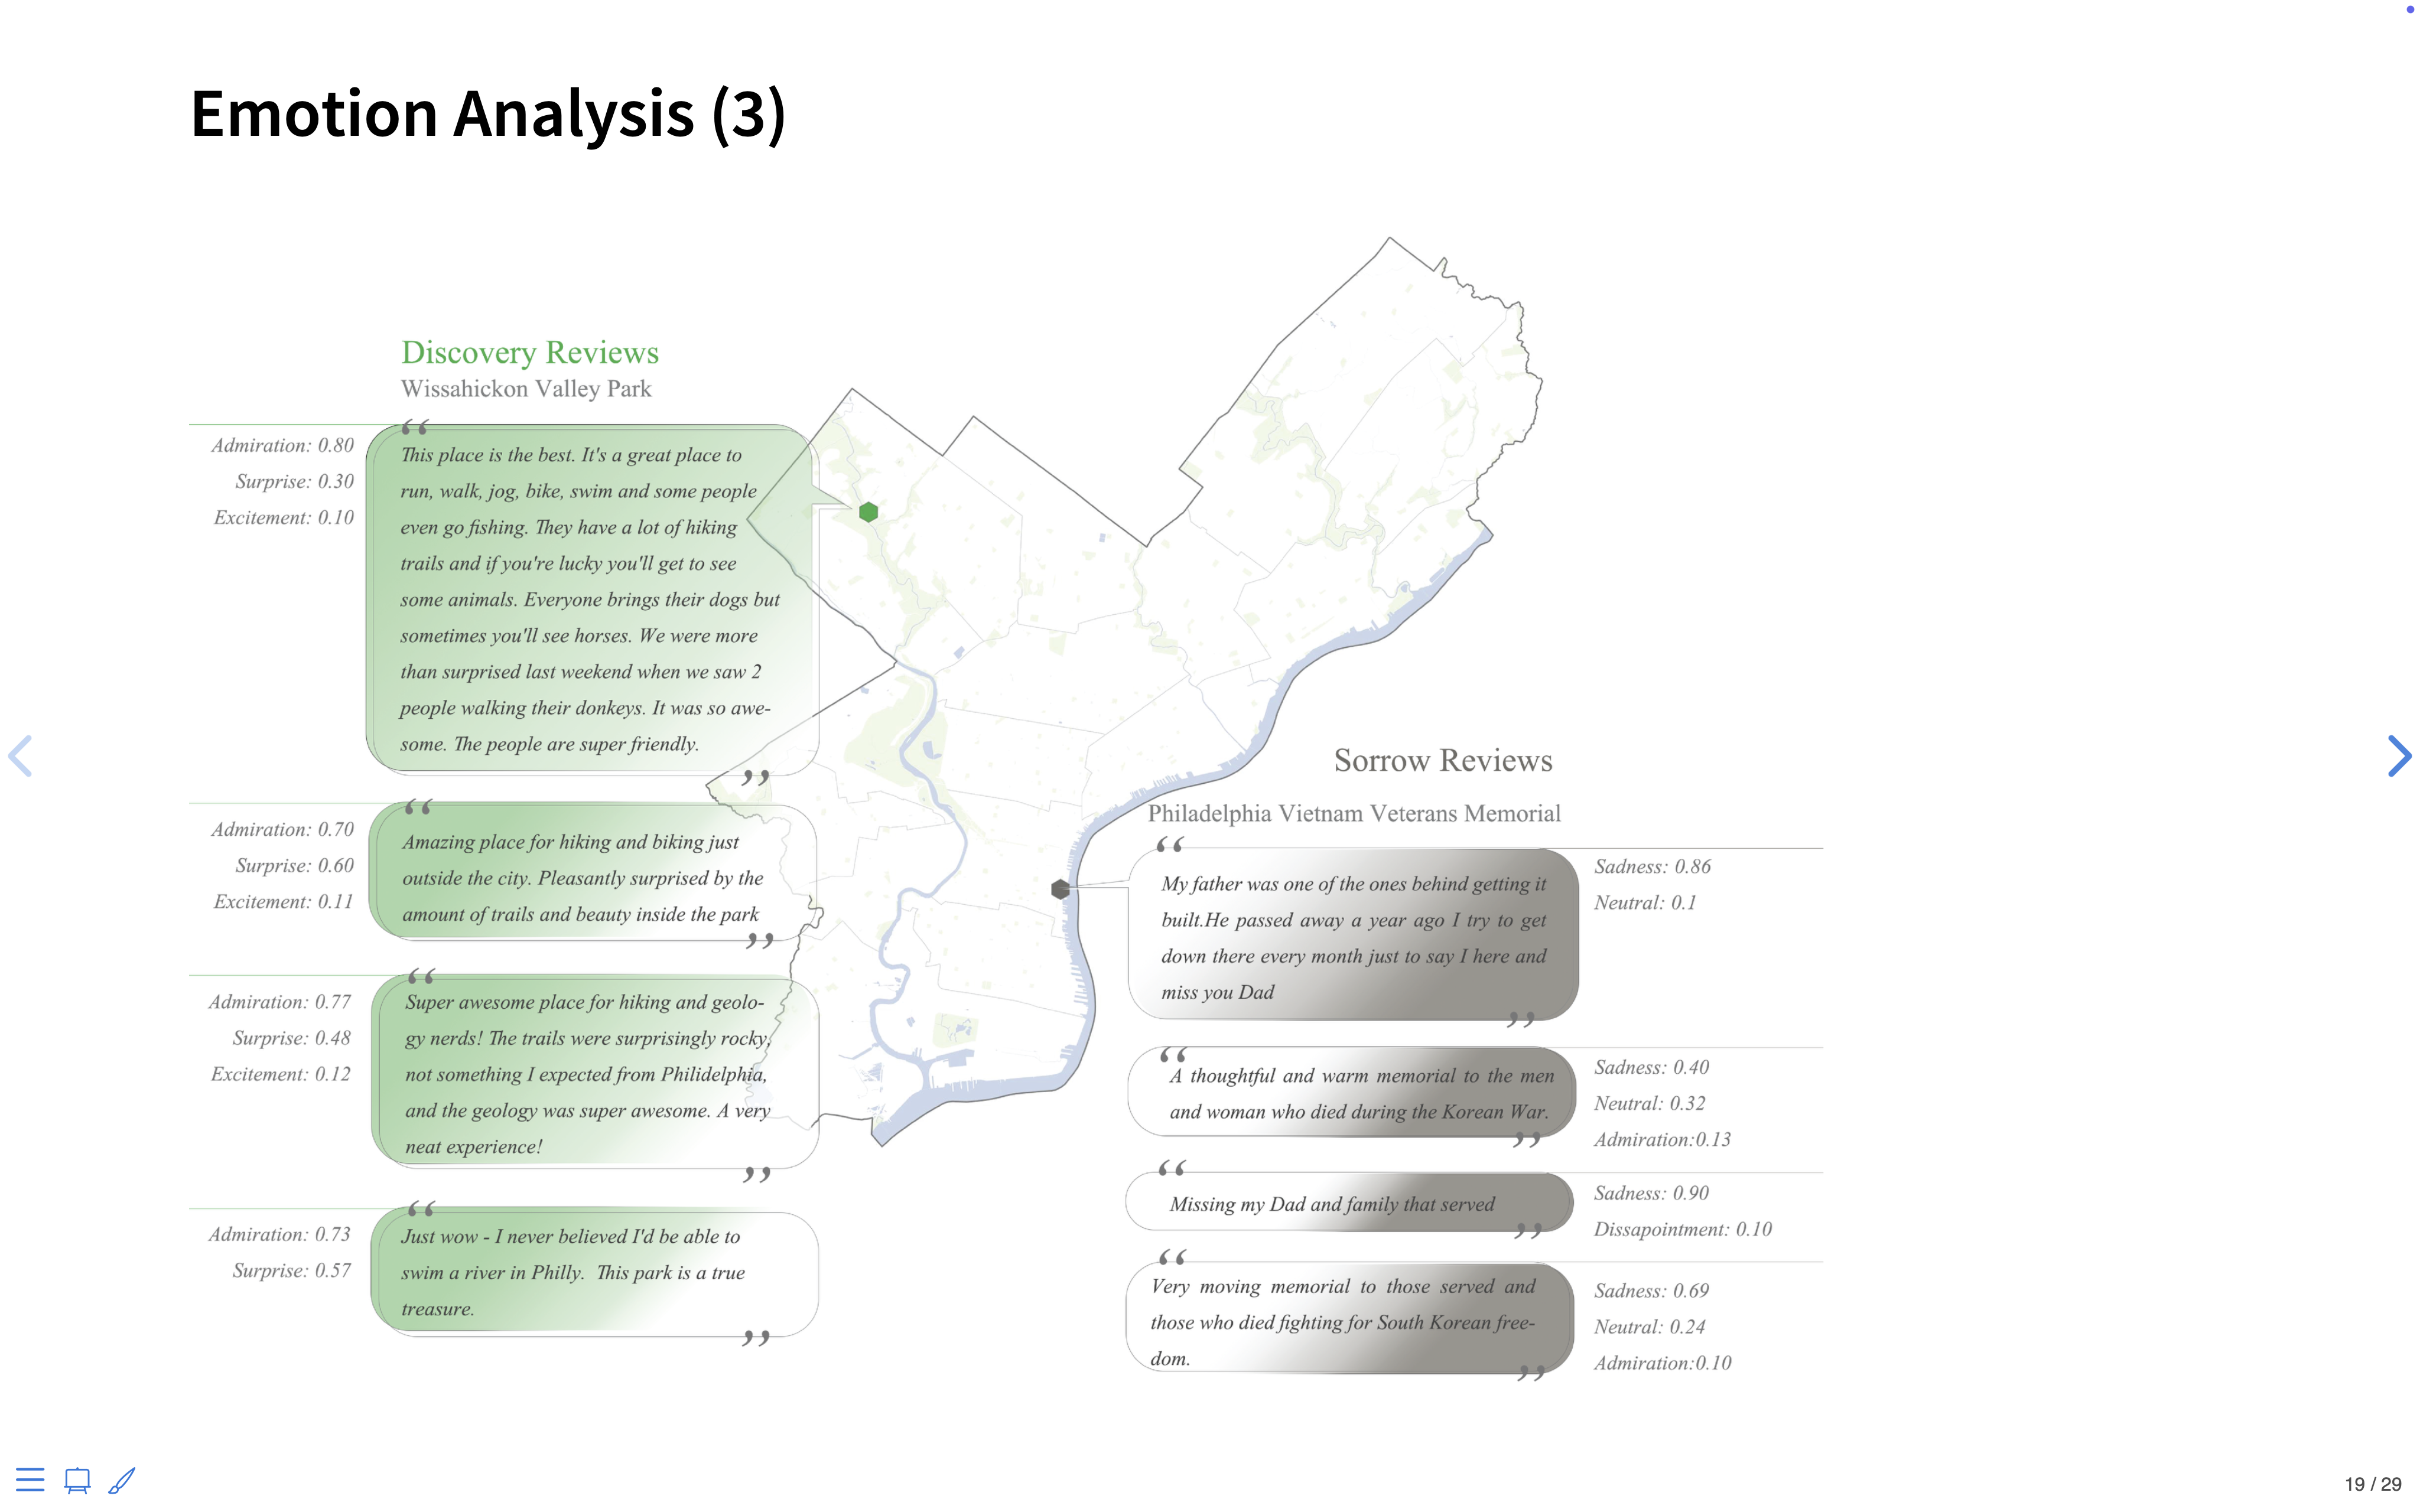 Emotion Analysis (3)
Discovery Reviews
Wissahickon Valley Park
Admiration: 0.80
Surprise: 0.30
Excitement: 0.10
“
This place is the best. It's a great place to
run, walk, jog, bike, swim and some people
even go fishing. They have a lot of hiking
trails and if you're lucky you'll get to see
some animals. Everyone brings their dogs but
sometimes you'll see horses. We were more
than surprised last weekend when we saw 2
people walking their donkeys. It was so awe-
some. The people are super friendly.
”
Admiration: 0.70
Surprise: 0.60
Excitement: 0.11
“
Amazing place for hiking and biking just
outside the city. Pleasantly surprised by the
amount of trails and beauty inside the park
”
Admiration: 0.77
Surprise: 0.48
Excitement: 0.12
“
Super awesome place for hiking and geolo-
gy nerds! The trails were surprisingly rocky,
not something I expected from Philidelphia,
and the geology was super awesome. A very
neat experience!
”
Admiration: 0.73
Surprise: 0.57
“
Just wow - I never believed I'd be able to
swim a river in Philly. This park is a true
treasure.
”
Sorrow Reviews
Philadelphia Vietnam Veterans Memorial
“
My father was one of the ones behind getting it
built.He passed away a year ago I try to get
down there every month just to say I here and
miss you Dad
”
Sadness: 0.86
Neutral: 0.1
“
A thoughtful and warm memorial to the men
and woman who died during the Korean War.
”
Sadness: 0.40
Neutral: 0.32
Admiration:0.13
“
Missing my Dad and family that served
”
Sadness: 0.90
Dissapointment: 0.10
“
Very moving memorial to those served and
those who died fighting for South Korean free-
dom.
”
Sadness: 0.69
Neutral: 0.24
Admiration:0.10
19 / 29